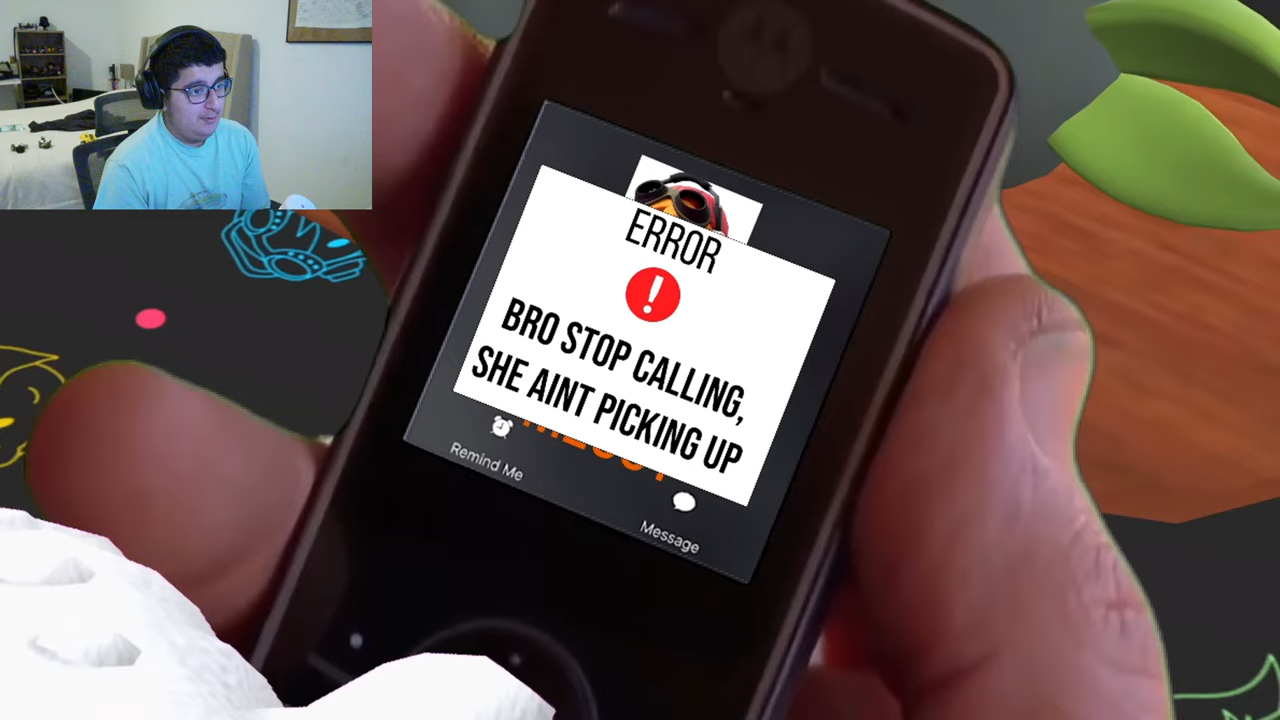 ERROR
BRO STOP CALLING,
SHE AINT PICKING UP
Remind Me
Message